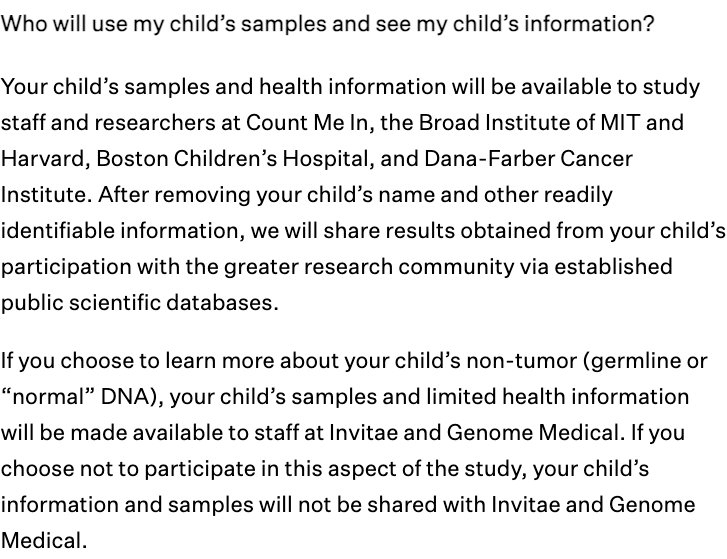 Who will use my child’s samples and see my child’s information?
Your child’s samples and health information will be available to study
staff and researchers at Count Me In, the Broad Institute of MIT and
Harvard, Boston Children’s Hospital, and Dana-Farber Cancer
Institute. After removing your child’s name and other readily
identifiable information, we will share results obtained from your child’s
participation with the greater research community via established
public scientific databases.
If you choose to learn more about your child’s non-tumor (germline or
“normal” DNA), your child’s samples and limited health information
will be made available to staff at Invitae and Genome Medical. If you
choose not to participate in this aspect of the study, your child’s
information and samples will not be shared with Invitae and Genome
Medical.